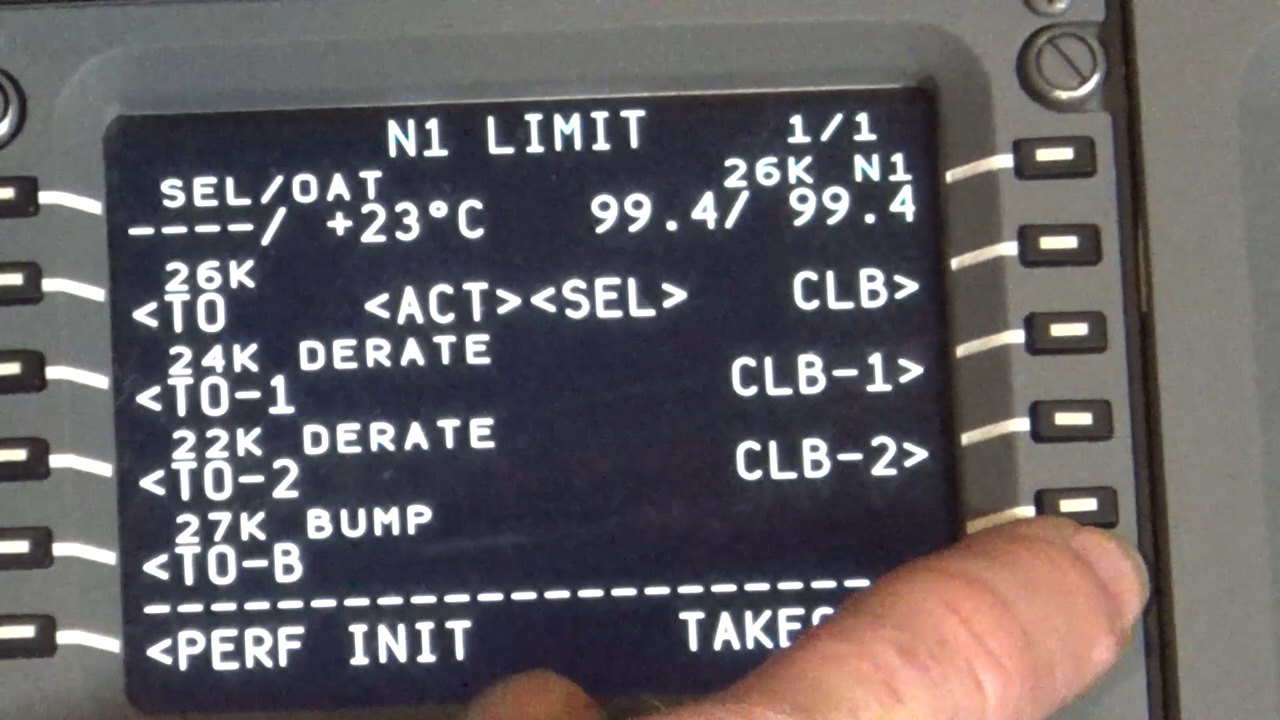 N1 LIMIT 1/1
SEL/OAT 26K N1
----/ +23°C 99.4/ 99.4
26K
<TO <ACT><SEL> CLB>
24K DERATE
<TO-1 CLB-1>
22K DERATE
<TO-2 CLB-2>
27K BUMP
<TO-B
---------------------------
<PERF INIT